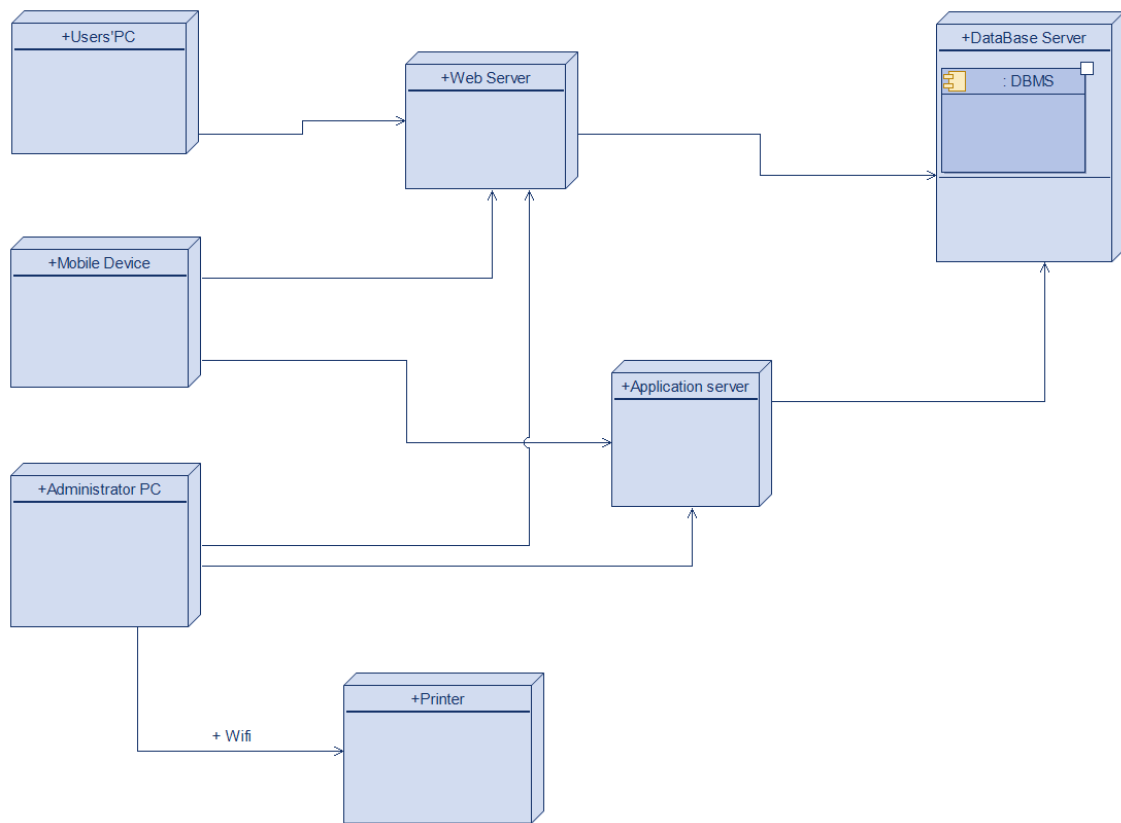 +Users'PC
+Web Server
+DataBase Server
: DBMS
+Mobile Device
+Application server
+Administrator PC
+Printer
+ Wifi